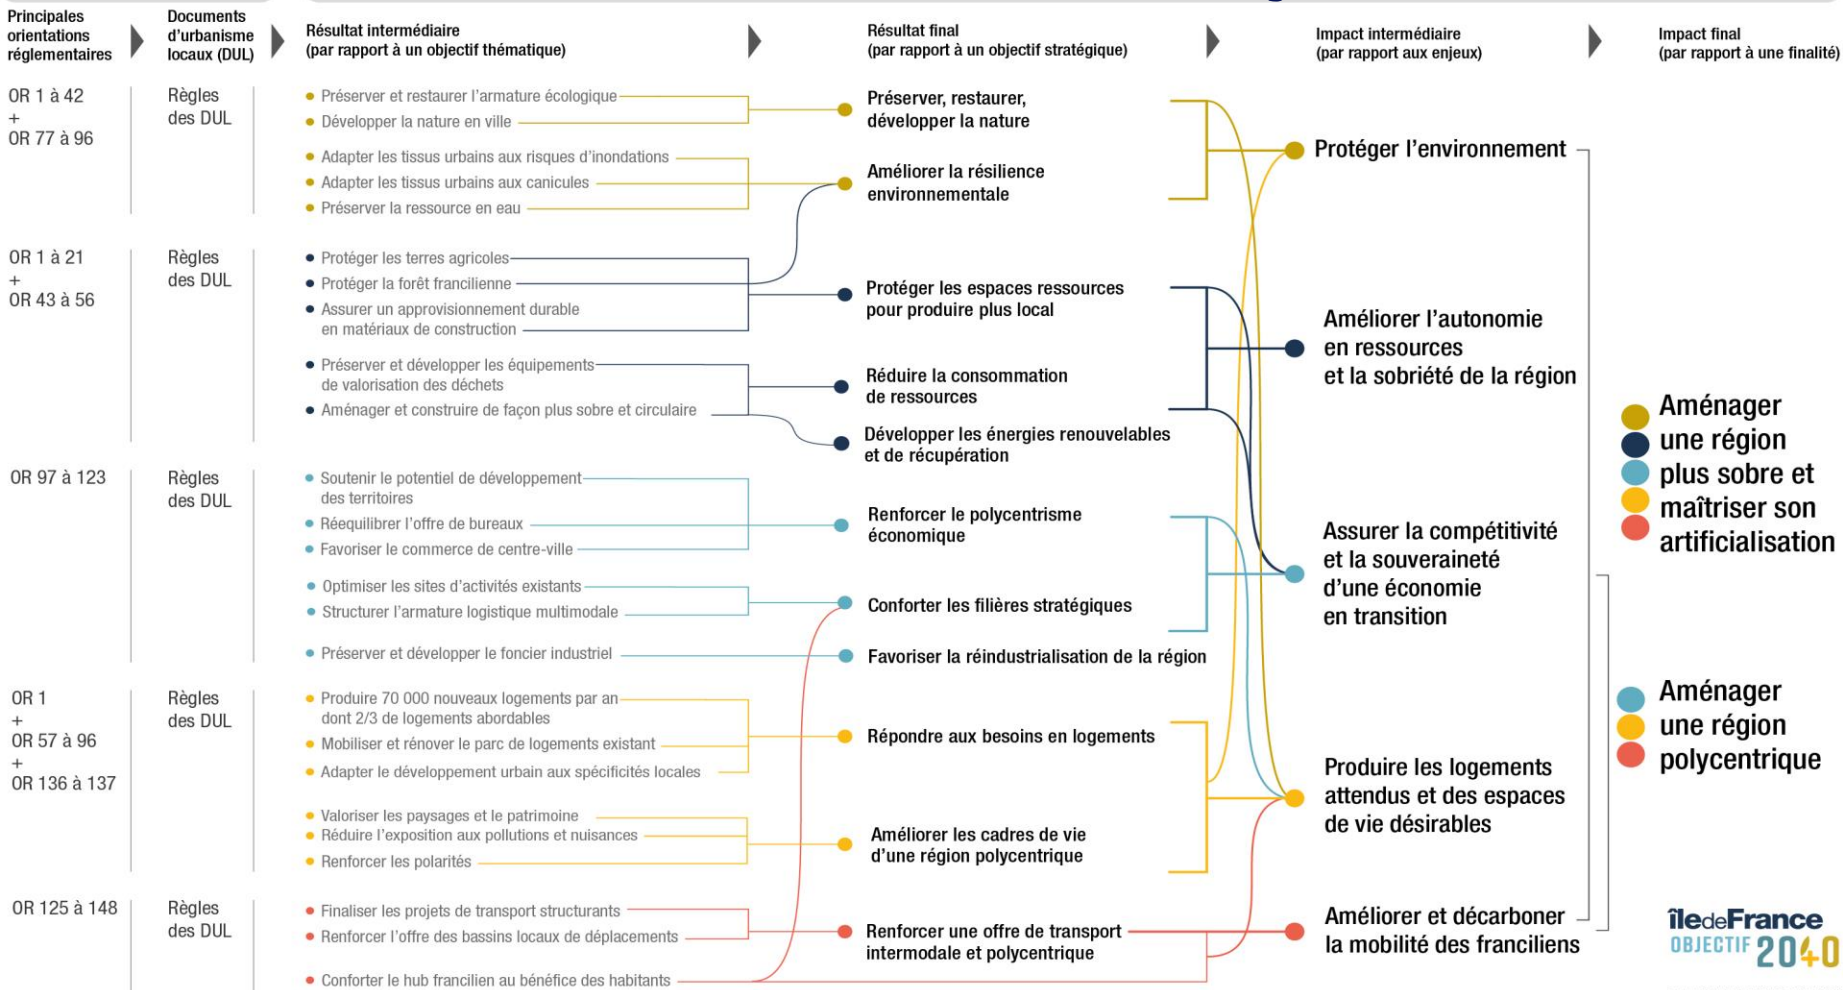 Principales
orientations
réglementaires
Documents
d'urbanisme
locaux (DUL)
Résultat intermédiaire
(par rapport à un objectif thématique)
Résultat final
(par rapport à un objectif stratégique)
Impact intermédiaire
(par rapport aux enjeux)
Impact final
(par rapport à une finalité)
OR 1 à 42
+
OR 77 à 96
Règles
des DUL
Préserver et restaurer l'armature écologique
Développer la nature en ville
Adapter les tissus urbains aux risques d'inondations
Adapter les tissus urbains aux canicules
Préserver la ressource en eau
Préserver, restaurer,
développer la nature
Améliorer la résilience
environnementale
Protéger l'environnement
OR 1 à 21
+
OR 43 à 56
Règles
des DUL
Protéger les terres agricoles
Protéger la forêt francilienne
Assurer un approvisionnement durable
en matériaux de construction
Préserver et développer les équipements
de valorisation des déchets
Aménager et construire de façon plus sobre et circulaire
Protéger les espaces ressources
pour produire plus local
Réduire la consommation
de ressources
Développer les énergies renouvelables
et de récupération
Améliorer l'autonomie
en ressources
et la sobriété de la région
OR 97 à 123
Règles
des DUL
Soutenir le potentiel de développement
des territoires
Réequilibrer l'offre de bureaux
Favoriser le commerce de centre-ville
Optimiser les sites d'activités existants
Structurer l'armature logistique multimodale
Préserver et développer le foncier industriel
Renforcer le polycentrisme
économique
Conforter les filières stratégiques
Favoriser la réindustrialisation de la région
Assurer la compétitivité
et la souveraineté
d'une économie
en transition
OR 1
+
OR 57 à 96
+
OR 136 à 137
Règles
des DUL
Produire 70 000 nouveaux logements par an
dont 2/3 de logements abordables
Mobiliser et rénover le parc de logements existant
Adapter le développement urbain aux spécificités locales
Valoriser les paysages et le patrimoine
Réduire l'exposition aux pollutions et nuisances
Renforcer les polarités
Répondre aux besoins en logements
Améliorer les cadres de vie
d'une région polycentrique
Produire les logements
attendus et des espaces
de vie désirables
OR 125 à 148
Règles
des DUL
Finaliser les projets de transport structurants
Renforcer l'offre des bassins locaux de déplacements
Conforter le hub francilien au bénéfice des habitants
Renforcer une offre de transport
intermodale et polycentrique
Améliorer et décarboner
la mobilité des franciliens
Aménager
une région
plus sobre et
maîtriser son
artificialisation
Aménager
une région
polycentrique
îledeFrance
OBJECTIF 2040